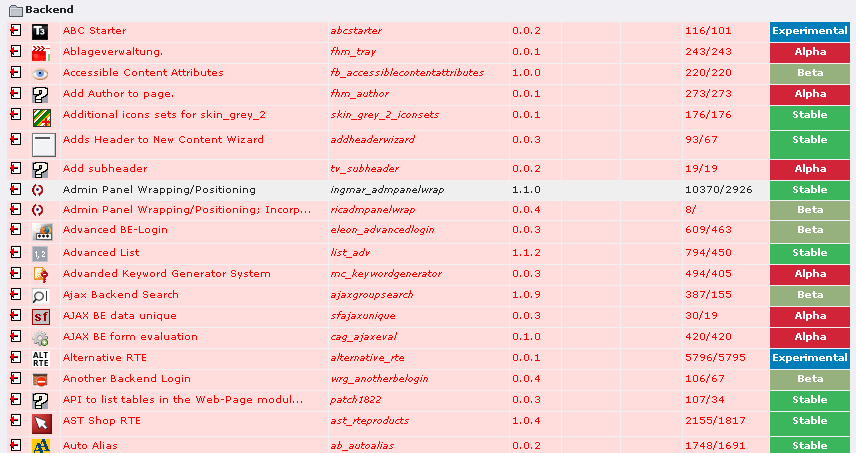 Backend
T3 ABC Starter abcstarter 0.0.2 116/101 Experimental
Ablageverwaltung. fhm_tray 0.0.1 243/243 Alpha
Accessible Content Attributes fb_accessiblecontentattributes 1.0.0 220/220 Beta
? Add Author to page. fhm_author 0.0.1 273/273 Alpha
Additional icons sets for skin_grey_2 skin_grey_2_iconsets 0.0.1 176/176 Stable
Adds Header to New Content Wizard addheaderwizard 0.0.3 93/67 Stable
? Add subheader tv_subheader 0.0.2 19/19 Alpha
Admin Panel Wrapping/Positioning ingmar_admpanelwrap 1.1.0 10370/2926 Stable
Admin Panel Wrapping/Positioning; Incorp... ricadmpanelwrap 0.0.4 8/ Beta
Advanced BE-Login eleon_advancedlogin 0.0.3 609/463 Beta
1,2 Advanced List list_adv 1.1.2 794/450 Stable
Advanded Keyword Generator System mc_keywordgenerator 0.0.3 494/405 Alpha
Ajax Backend Search ajaxgroupsearch 1.0.9 387/155 Beta
sf AJAX BE data unique sfajaxunique 0.0.3 30/19 Alpha
AJAX BE form evaluation cag_ajaxeval 0.1.0 420/420 Alpha
ALT RTE Alternative RTE alternative_rte 0.0.1 5796/5795 Experimental
Another Backend Login wrg_anotherbelogin 0.0.4 106/67 Beta
? API to list tables in the Web-Page modul... patch1822 0.0.3 107/34 Stable
AST Shop RTE ast_rteproducts 1.0.4 2155/1817 Stable
AA Auto Alias ab_autoalias 0.0.2 1748/1691 Stable